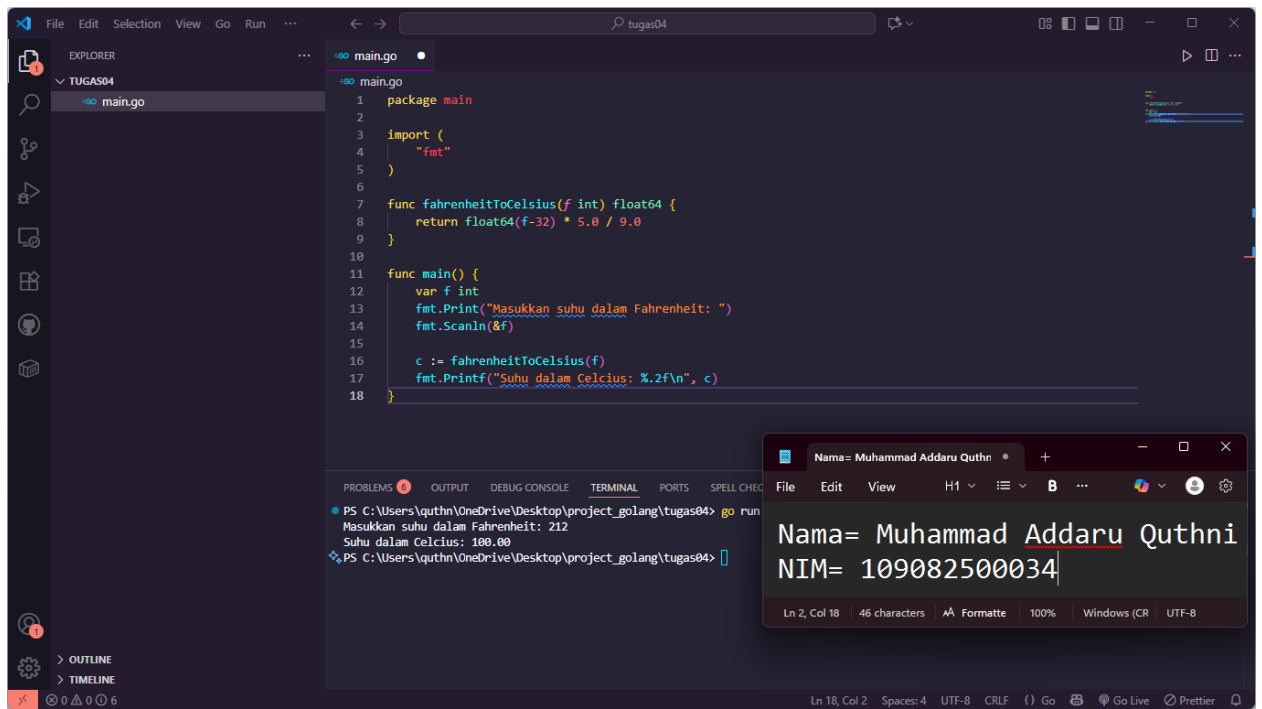 File Edit Selection View Go Run ···
tugas04
EXPLORER ···
TUGAS04
main.go
1
main.go
main.go
1 package main
2
3 import (
4 "fmt"
5 )
6
7 func fahrenheitToCelsius(f int) float64 {
8 return float64(f-32) * 5.0 / 9.0
9 }
10
11 func main() {
12 var f int
13 fmt.Print("Masukkan suhu dalam Fahrenheit: ")
14 fmt.Scanln(&f)
15
16 c := fahrenheitToCelsius(f)
17 fmt.Printf("Suhu dalam Celcius: %.2f\n", c)
18 }
PROBLEMS 6 OUTPUT DEBUG CONSOLE TERMINAL PORTS SPELL CHEC
PS C:\Users\quthn\OneDrive\Desktop\project_golang\tugas04> go run
Masukkan suhu dalam Fahrenheit: 212
Suhu dalam Celcius: 100.00
PS C:\Users\quthn\OneDrive\Desktop\project_golang\tugas04>
Nama= Muhammad Addaru Quthn
File Edit View H1 B ···
Nama= Muhammad Addaru Quthni
NIM= 109082500034
Ln 2, Col 18 46 characters Formatte 100% Windows (CR UTF-8
1
OUTLINE
TIMELINE
0 0 6
Ln 18, Col 2 Spaces: 4 UTF-8 CRLF {} Go Go Live Prettier